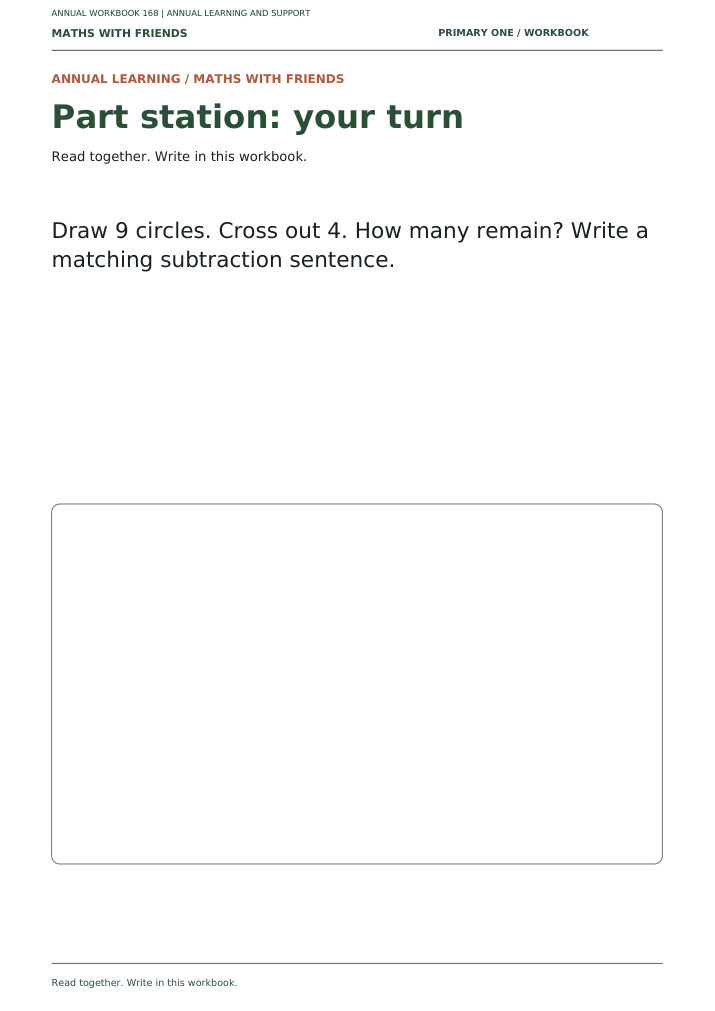 ANNUAL WORKBOOK 168 | ANNUAL LEARNING AND SUPPORT
MATHS WITH FRIENDS
PRIMARY ONE / WORKBOOK
ANNUAL LEARNING / MATHS WITH FRIENDS
Part station: your turn
Read together. Write in this workbook.
Draw 9 circles. Cross out 4. How many remain? Write a
matching subtraction sentence.
Read together. Write in this workbook.